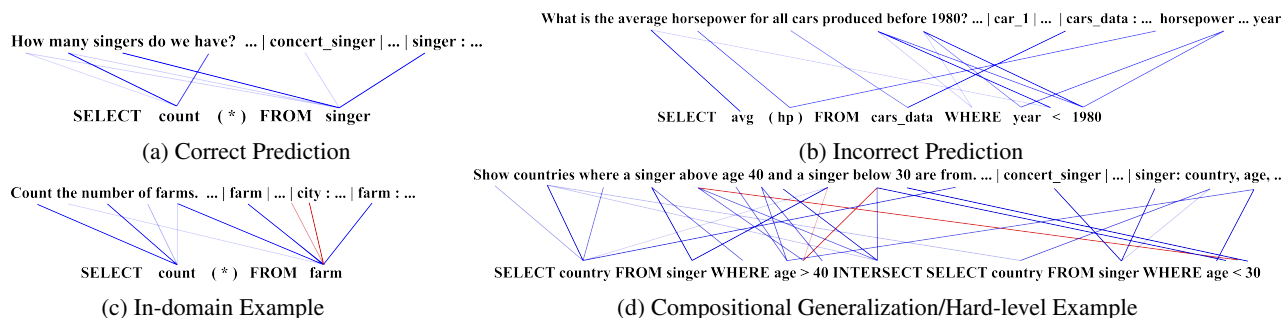 How many singers do we have? ... | concert_singer | ... | singer : ...
SELECT count ( * ) FROM singer
(a) Correct Prediction
What is the average horsepower for all cars produced before 1980? ... | car_1 | ... | cars_data : ... horsepower ... year
SELECT avg ( hp ) FROM cars_data WHERE year < 1980
(b) Incorrect Prediction
Count the number of farms. ... | farm | ... | city : ... | farm : ...
SELECT count ( * ) FROM farm
(c) In-domain Example
Show countries where a singer above age 40 and a singer below 30 are from. ... | concert_singer | ... | singer: country, age, ...
SELECT country FROM singer WHERE age > 40 INTERSECT SELECT country FROM singer WHERE age < 30
(d) Compositional Generalization/Hard-level Example